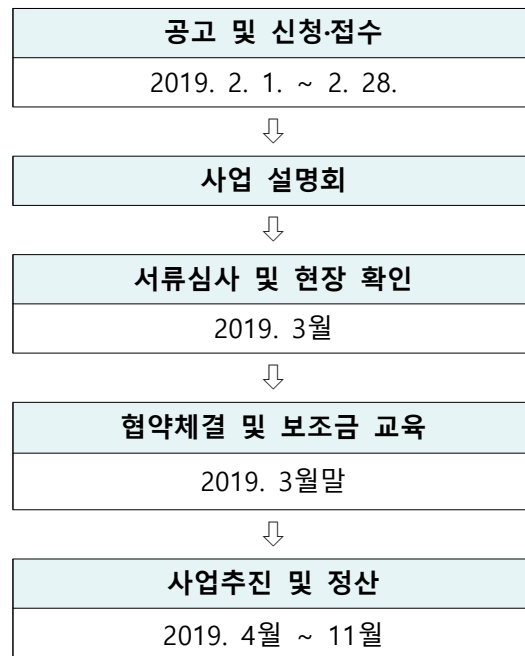 공고 및 신청·접수
2019. 2. 1. ~ 2. 28.
⇩
사업 설명회
⇩
서류심사 및 현장 확인
2019. 3월
⇩
협약체결 및 보조금 교육
2019. 3월말
⇩
사업추진 및 정산
2019. 4월 ~ 11월